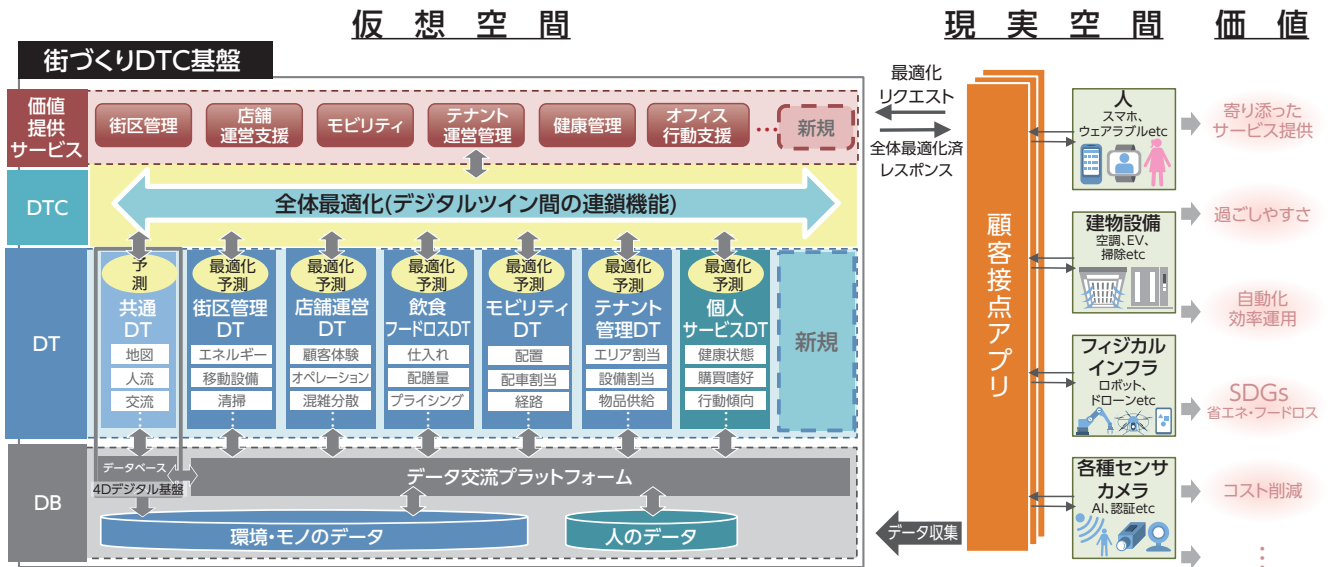 仮想空間
現実空間
価値
街づくりDTC基盤
価値
提供
サービス
街区管理
店舗
運営支援
モビリティ
テナント
運営管理
健康管理
オフィス
行動支援
…
新規
DTC
全体最適化(デジタルツイン間の連鎖機能)
DT
予
測
共通
DT
地図
人流
交流
⋮
最適化
予測
街区管理
DT
エネルギー
移動設備
清掃
⋮
最適化
予測
店舗運営
DT
顧客体験
オペレーション
混雑分散
⋮
最適化
予測
飲食
フードロスDT
仕入れ
配膳量
プライシング
⋮
最適化
予測
モビリティ
DT
配置
配車割当
経路
⋮
最適化
予測
テナント
管理DT
エリア割当
設備割当
物品供給
⋮
最適化
予測
個人
サービスDT
健康状態
購買嗜好
行動傾向
⋮
新規
DB
データベース
4Dデジタル基盤
データ交流プラットフォーム
環境・モノのデータ
人のデータ
最適化
リクエスト
全体最適化済
レスポンス
データ収集
顧客接点アプリ
人
スマホ、
ウェアラブルetc
建物設備
空調、EV、
掃除etc
フィジカル
インフラ
ロボット、
ドローンetc
各種センサ
カメラ
AI、認証etc
寄り添った
サービス提供
過ごしやすさ
自動化
効率運用
SDGs
省エネ・フードロス
コスト削減
⋮